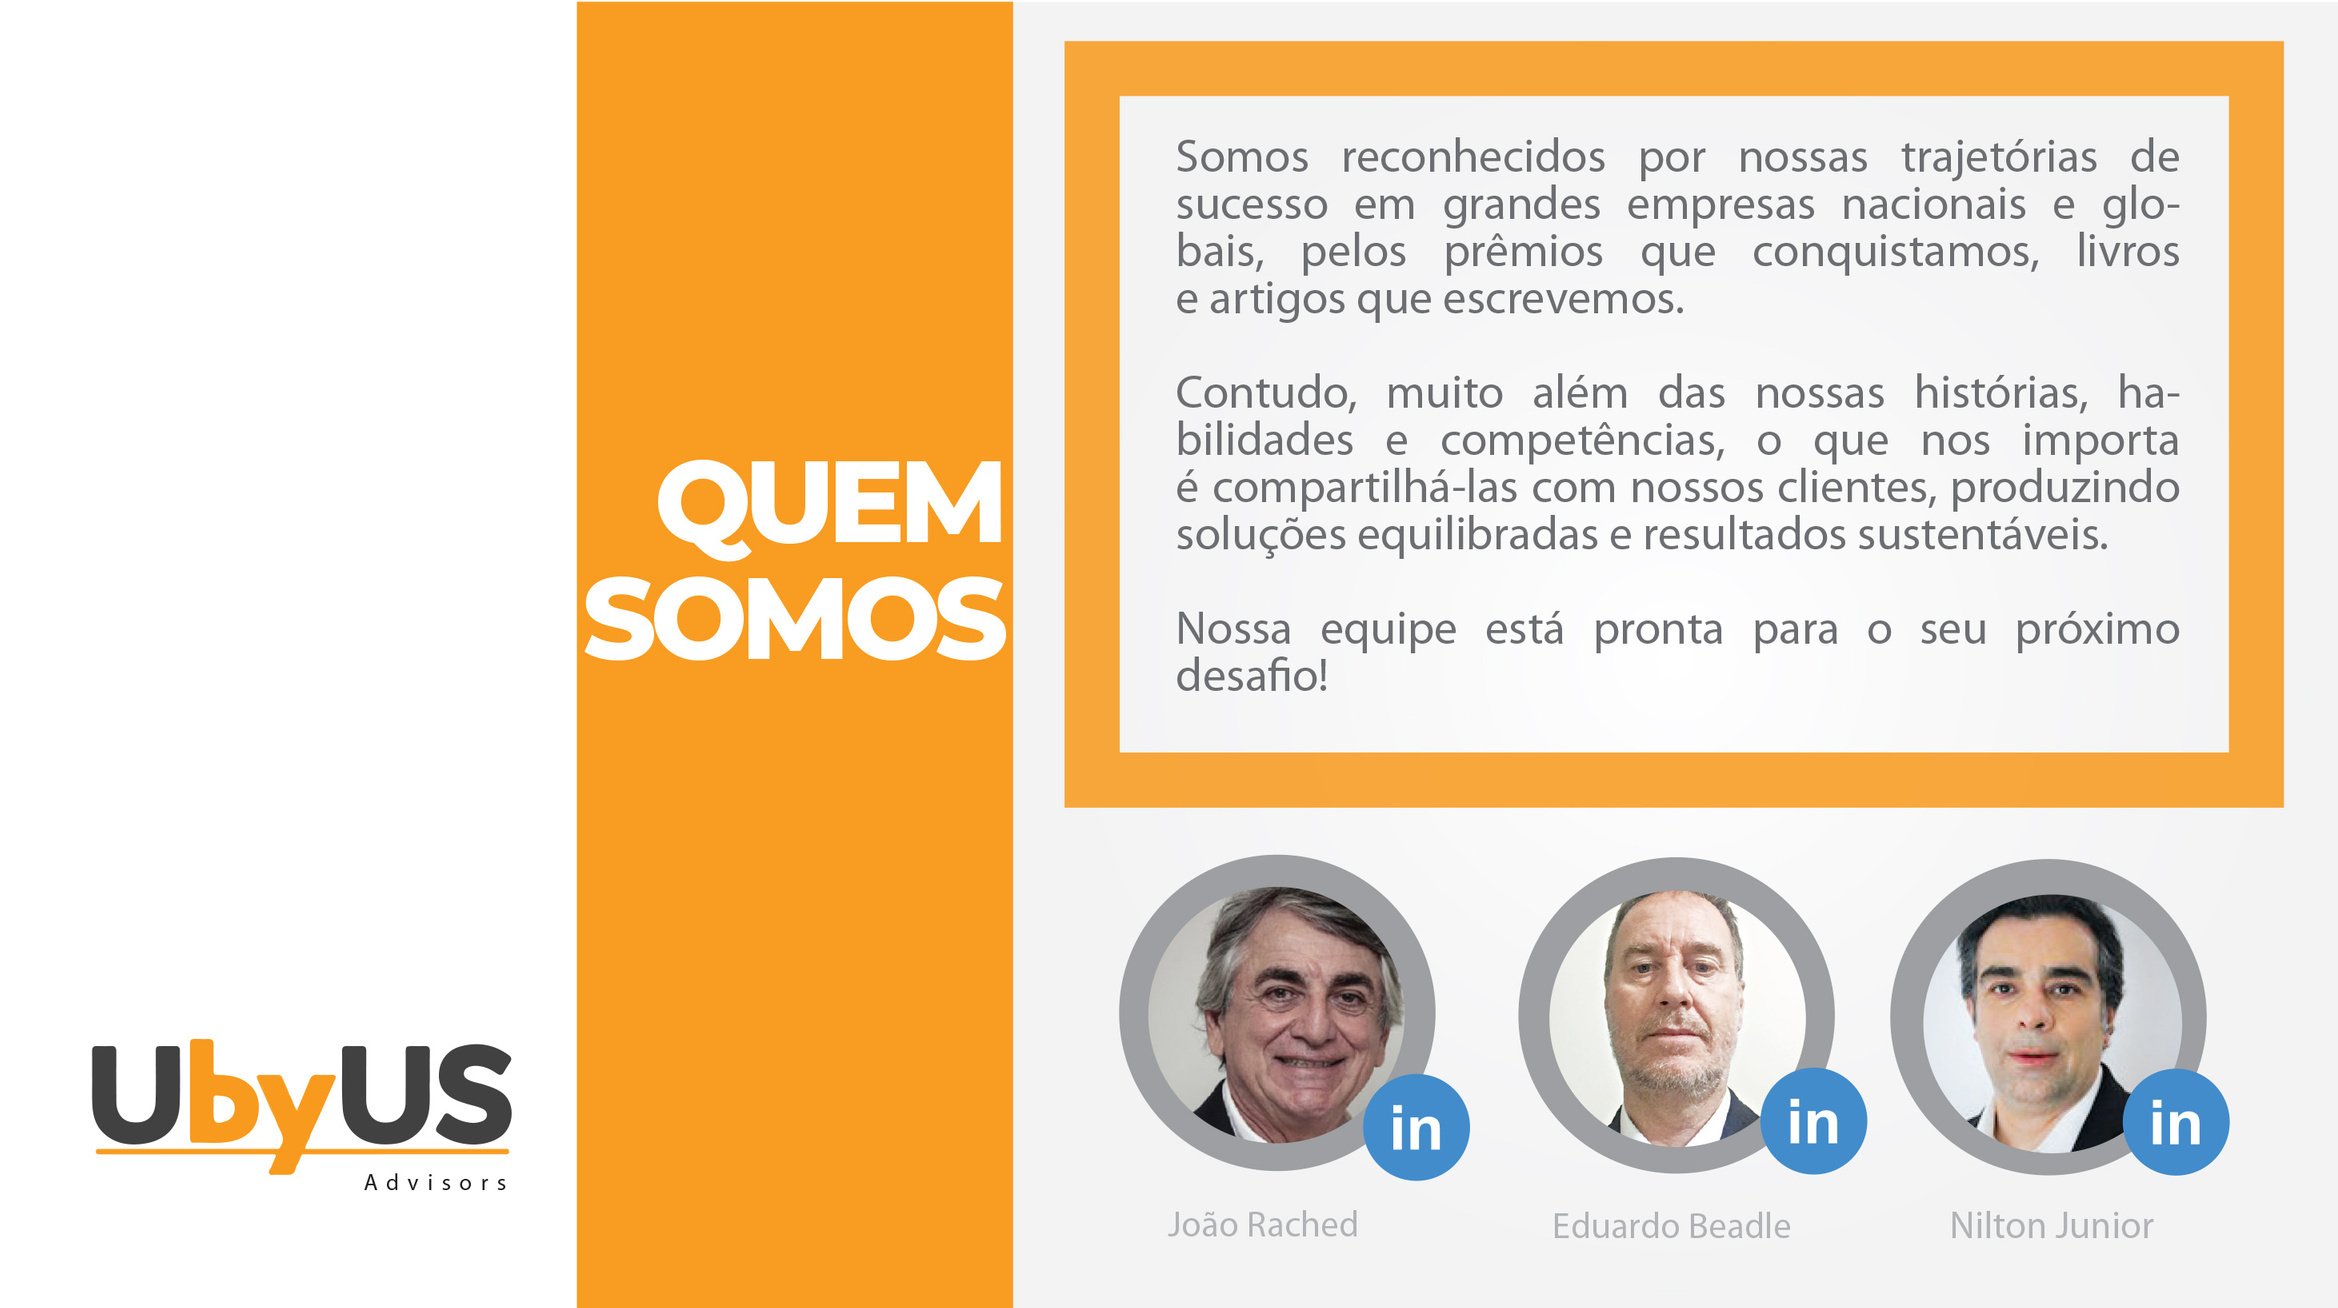 QUEM
SOMOS
UbyUS
Advisors
Somos reconhecidos por nossas trajetórias de
sucesso em grandes empresas nacionais e glo-
bais, pelos prêmios que conquistamos, livros
e artigos que escrevemos.
Contudo, muito além das nossas histórias, ha-
bilidades e competências, o que nos importa
é compartilhá-las com nossos clientes, produzindo
soluções equilibradas e resultados sustentáveis.
Nossa equipe está pronta para o seu próximo
desafio!
in
in
in
João Rached
Eduardo Beadle
Nilton Junior